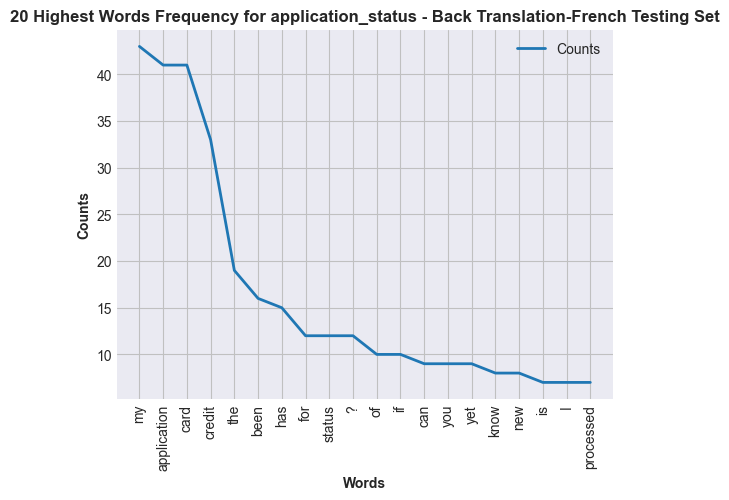 20 Highest Words Frequency for application_status - Back Translation-French Testing Set
Counts
40
35
30
25
20
15
10
Counts
my
application
card
credit
the
been
has
for
status
?
of
if
can
you
yet
know
new
is
I
processed
Words